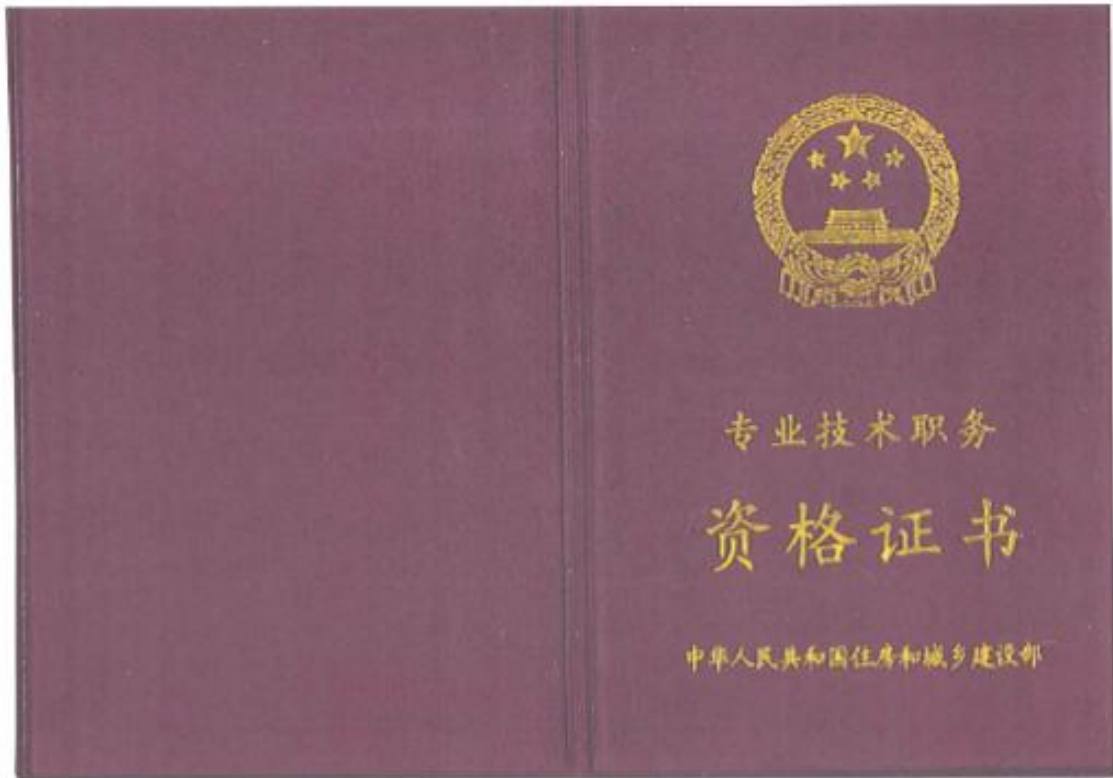 专业技术职务
资格证书
中华人民共和国住房和城乡建设部